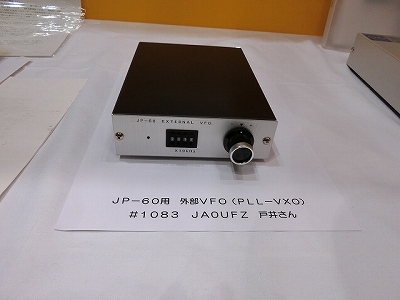 JP-60 EXTERNAL VFO
X10KHz
JP-60用 外部VFO(PLL-VXO)
#1083 JA0UFZ 戸井さん